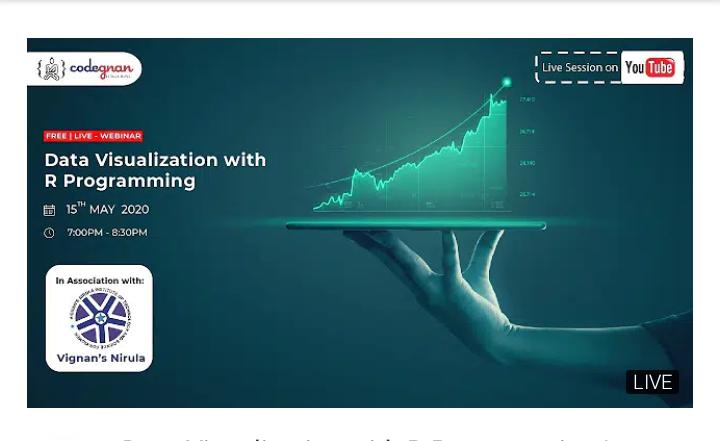 codegnan
Live Session on YouTube
FREE | LIVE - WEBINAR
Data Visualization with
R Programming
15TH MAY 2020
7:00PM - 8:30PM
In Association with:
Vignan's Nirula
LIVE